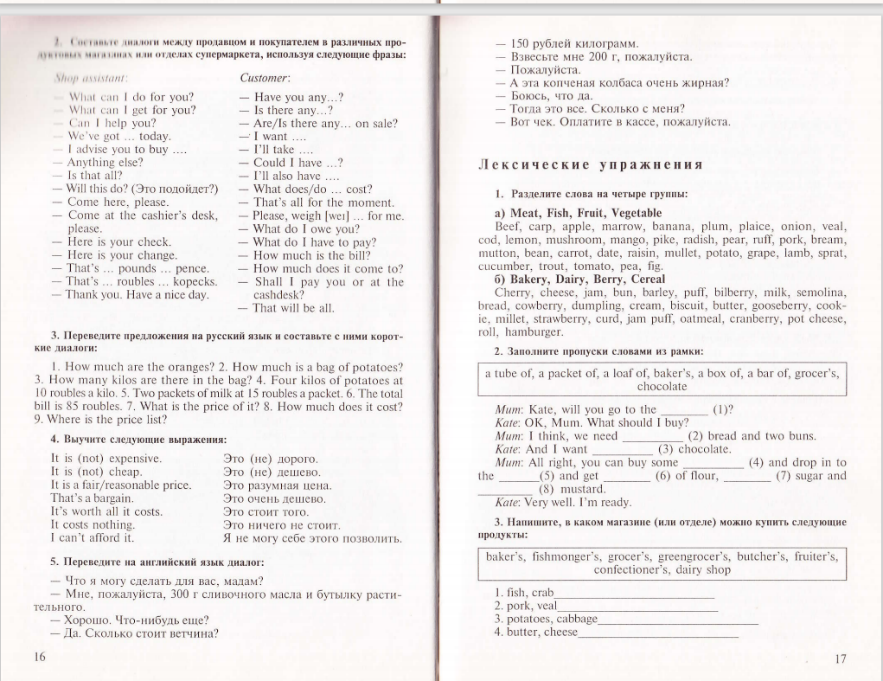 2. Составьте диалоги между продавцом и покупателем в различных про-
дуктовых магазинах или отделах супермаркета, используя следующие фразы:
Shop assistant:
— What can I do for you?
— What can I get for you?
— Can I help you?
— We've got ... today.
— I advise you to buy ....
— Anything else?
— Is that all?
— Will this do? (Это подойдет?)
— Come here, please.
— Come at the cashier's desk,
please.
— Here is your check.
— Here is your change.
— That's ... pounds ... pence.
— That's ... roubles ... kopecks.
— Thank you. Have a nice day.
Customer:
— Have you any...?
Is there any...?
— Are/Is there any... on sale?
— I want ....
— I'll take ....
— Could I have ...?
— I'll also have ....
— What does/do ... cost?
— That's all for the moment.
— Please, weigh [weı] ... for me.
— What do I owe you?
— What do I have to pay?
— How much is the bill?
— How much does it come to?
— Shall I pay you or at the
cashdesk?
— That will be all.
3. Переведите предложения на русский язык и составьте с ними корот-
кие диалоги:
1. How much are the oranges? 2. How much is a bag of potatoes?
3. How many kilos are there in the bag? 4. Four kilos of potatoes at
10 roubles a kilo. 5. Two packets of milk at 15 roubles a packet. 6. The total
bill is 85 roubles. 7. What is the price of it? 8. How much does it cost?
9. Where is the price list?
4. Выучите следующие выражения:
It is (not) expensive. Это (не) дорого.
It is (not) cheap. Это (не) дешево.
It is a fair/reasonable price. Это разумная цена.
That's a bargain. Это очень дешево.
It's worth all it costs. Это стоит того.
It costs nothing. Это ничего не стоит.
I can't afford it. Я не могу себе этого позволить.
5. Переведите на английский язык диалог:
— Что я могу сделать для вас, мадам?
— Мне, пожалуйста, 300 г сливочного масла и бутылку расти-
тельного.
— Хорошо. Что-нибудь еще?
— Да. Сколько стоит ветчина?
16
— 150 рублей килограмм.
— Взвесьте мне 200 г, пожалуйста.
— Пожалуйста.
— А эта копченая колбаса очень жирная?
— Боюсь, что да.
— Тогда это все. Сколько с меня?
— Вот чек. Оплатите в кассе, пожалуйста.
Лексические упражнения
1. Разделите слова на четыре группы:
а) Meat, Fish, Fruit, Vegetable
Beef, carp, apple, marrow, banana, plum, plaice, onion, veal,
cod, lemon, mushroom, mango, pike, radish, pear, ruff, pork, bream,
mutton, bean, carrot, date, raisin, mullet, potato, grape, lamb, sprat,
cucumber, trout, tomato, pea, fig.
б) Bakery, Dairy, Berry, Cereal
Cherry, cheese, jam, bun, barley, puff, bilberry, milk, semolina,
bread, cowberry, dumpling, cream, biscuit, butter, gooseberry, cook-
ie, millet, strawberry, curd, jam puff, oatmeal, cranberry, pot cheese,
roll, hamburger.
2. Заполните пропуски словами из рамки:
a tube of, a packet of, a loaf of, baker's, a box of, a bar of, grocer's,
chocolate
Mum: Kate, will you go to the _______ (1)?
Kate: OK, Mum. What should I buy?
Mum: I think, we need _________ (2) bread and two buns.
Kate: And I want _________ (3) chocolate.
Mum: All right, you can buy some _________ (4) and drop in to
the ______(5) and get _______ (6) of flour, _______ (7) sugar and
________ (8) mustard.
Kate: Very well. I'm ready.
3. Напишите, в каком магазине (или отделе) можно купить следующие
продукты:
baker's, fishmonger's, grocer's, greengrocer's, butcher's, fruiter's,
confectioner's, dairy shop
1. fish, crab_______________________
2. pork, veal_______________________
3. potatoes, cabbage_______________________
4. butter, cheese_______________________
17